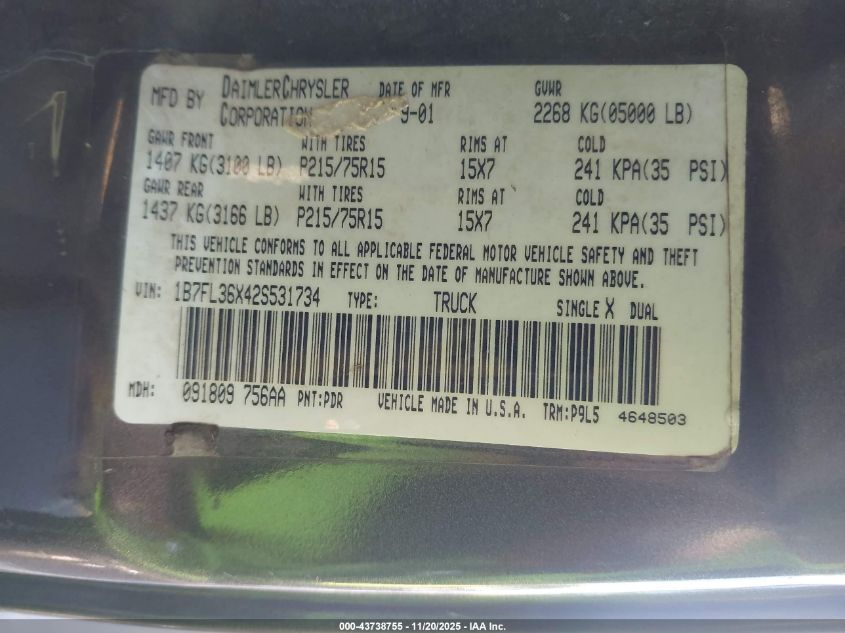 MFD BY DAIMLERCHRYSLER CORPORATION DATE OF MFR 9-01 GVWR 2268 KG(05000 LB)
GAWR FRONT WITH TIRES RIMS AT COLD
1407 KG(3100 LB) P215/75R15 15X7 241 KPA(35 PSI)
GAWR REAR WITH TIRES RIMS AT COLD
1437 KG(3166 LB) P215/75R15 15X7 241 KPA(35 PSI)
THIS VEHICLE CONFORMS TO ALL APPLICABLE FEDERAL MOTOR VEHICLE SAFETY AND THEFT
PREVENTION STANDARDS IN EFFECT ON THE DATE OF MANUFACTURE SHOWN ABOVE.
VIN: 1B7FL36X42S531734 TYPE: TRUCK SINGLE X DUAL
MDH: 091809 756AA PNT:PDR VEHICLE MADE IN U.S.A. TRM:P9L5 4648503
000-43738755 - 11/20/2025 - IAA Inc.